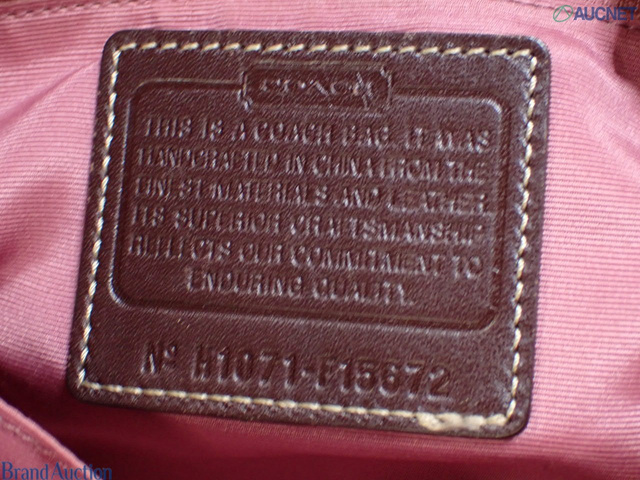 AUCNET
COACH
THIS IS A COACH BAG. IT WAS
HANDCRAFTED IN CHINA FROM THE
FINEST MATERIALS AND LEATHER.
ITS SUPERIOR CRAFTSMANSHIP
REFLECTS OUR COMMITMENT TO
ENDURING QUALITY.
Nº H1071-F15672
Brand Auction